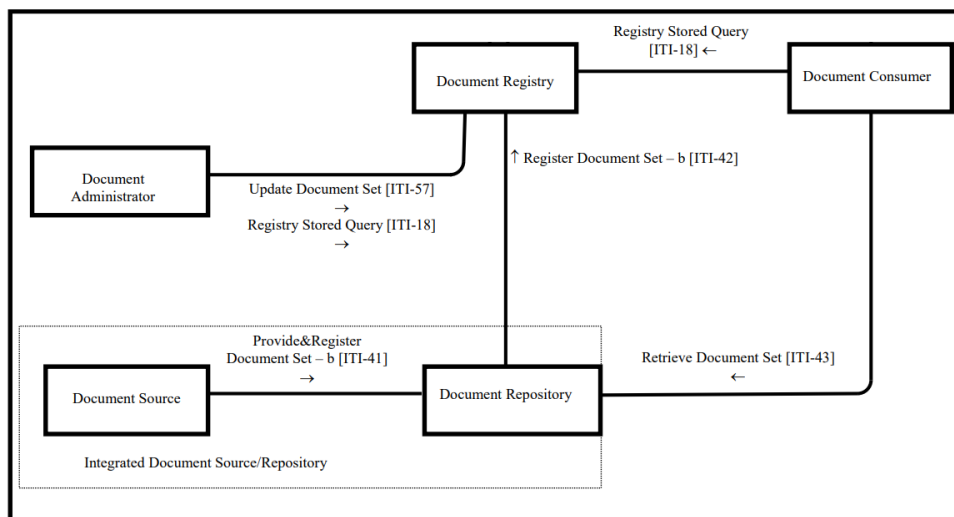 Registry Stored Query
[ITI-18] ←
Document Registry
Document Consumer
↑ Register Document Set – b [ITI-42]
Document
Administrator
Update Document Set [ITI-57]
→
Registry Stored Query [ITI-18]
→
Provide&Register
Document Set – b [ITI-41]
→
Retrieve Document Set [ITI-43]
←
Document Source
Document Repository
Integrated Document Source/Repository